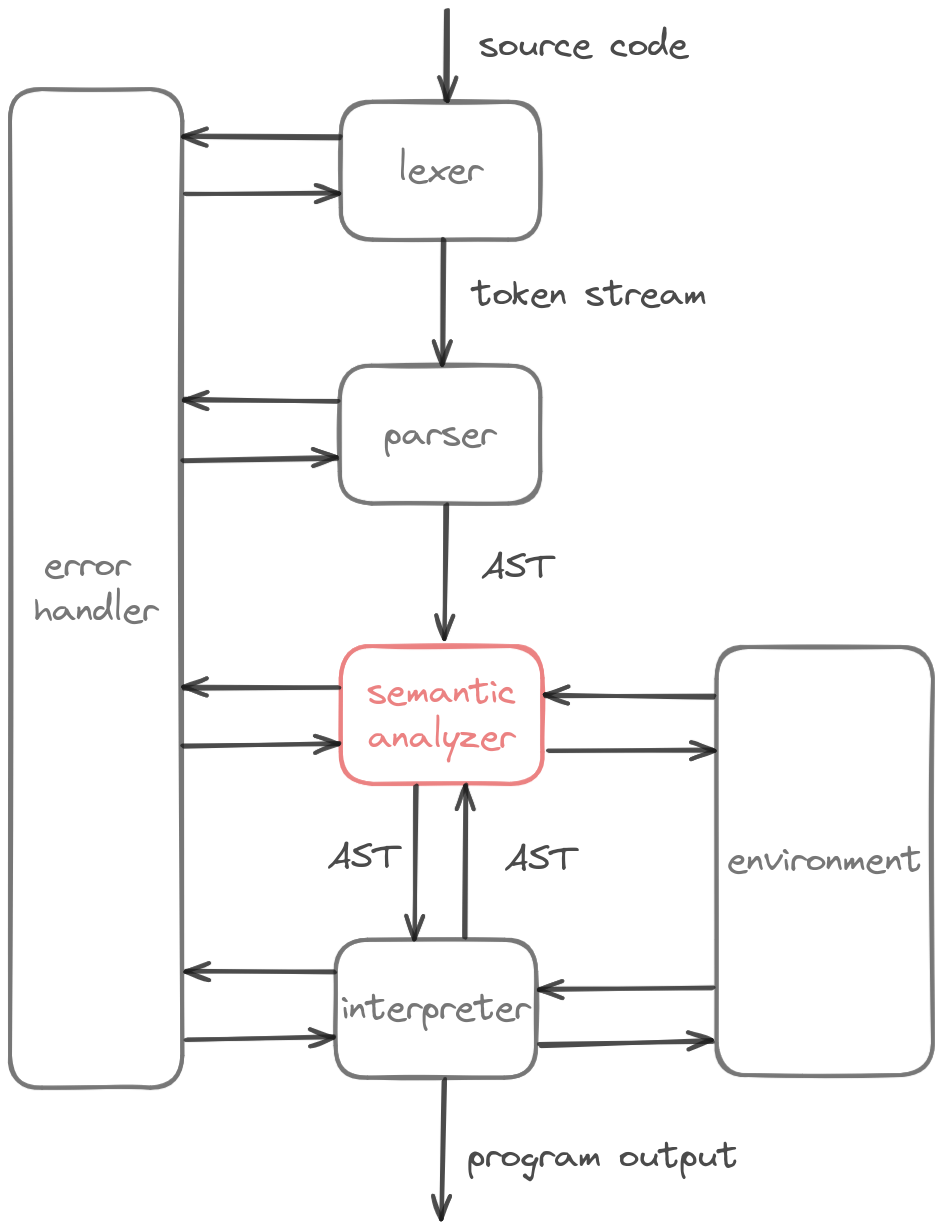 source code
lexer
token stream
parser
AST
error
handler
semantic
analyzer
AST
AST
environment
interpreter
program output